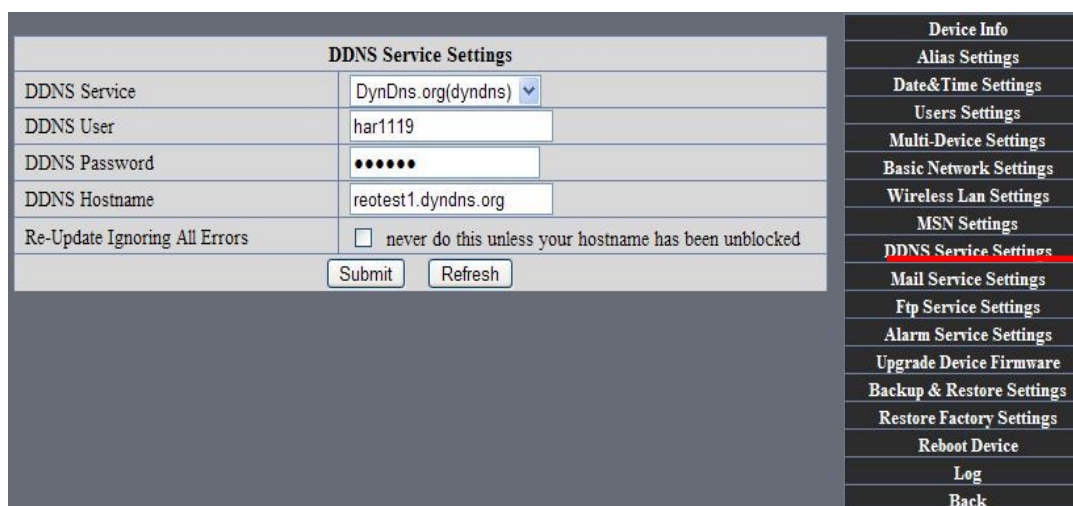 DDNS Service Settings
DDNS Service DynDns.org(dyndns)
DDNS User har1119
DDNS Password ••••••
DDNS Hostname reotest1.dyndns.org
Re-Update Ignoring All Errors never do this unless your hostname has been unblocked
Submit Refresh
Device Info
Alias Settings
Date&Time Settings
Users Settings
Multi-Device Settings
Basic Network Settings
Wireless Lan Settings
MSN Settings
DDNS Service Settings
Mail Service Settings
Ftp Service Settings
Alarm Service Settings
Upgrade Device Firmware
Backup & Restore Settings
Restore Factory Settings
Reboot Device
Log
Back